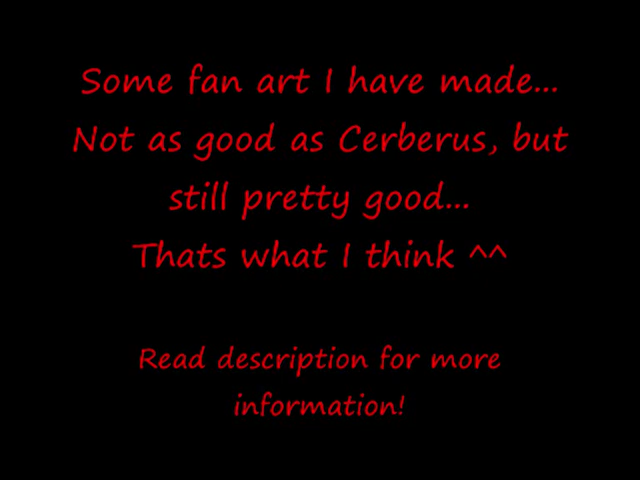 Some fan art I have made...
Not as good as Cerberus, but
still pretty good...
Thats what I think ^^
Read description for more
information!